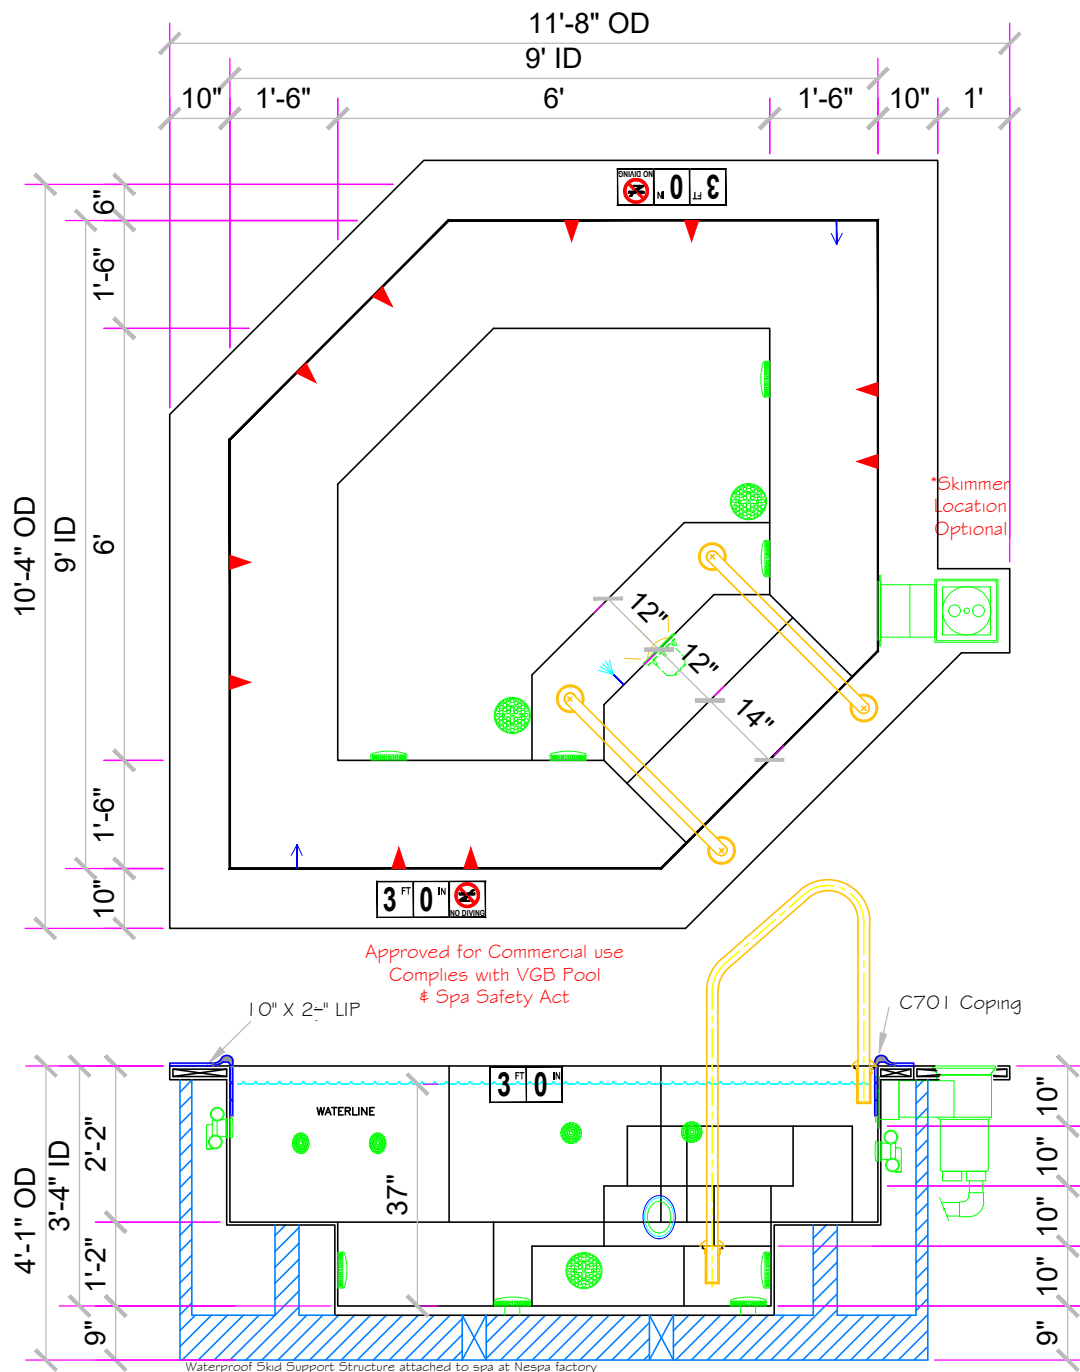 11'-8" OD
9' ID
10" 1'-6" 6' 1'-6" 10" 1'
NO DIVING 0 IN 3 FT
6"
1'-6"
10'-4" OD
9' ID
6'
1'-6"
10"
*Skimmer
Location
Optional
12"
12"
14"
3 FT 0 IN NO DIVING
Approved for Commercial use
Complies with VGB Pool
& Spa Safety Act
10" X 2-" LIP
C701 Coping
3 FT 0 IN
WATERLINE
37"
4'-1" OD
3'-4" ID
2'-2"
1'-2"
9"
10"
10"
10"
10"
9"
Waterproof Skid Support Structure attached to spa at Nespa factory